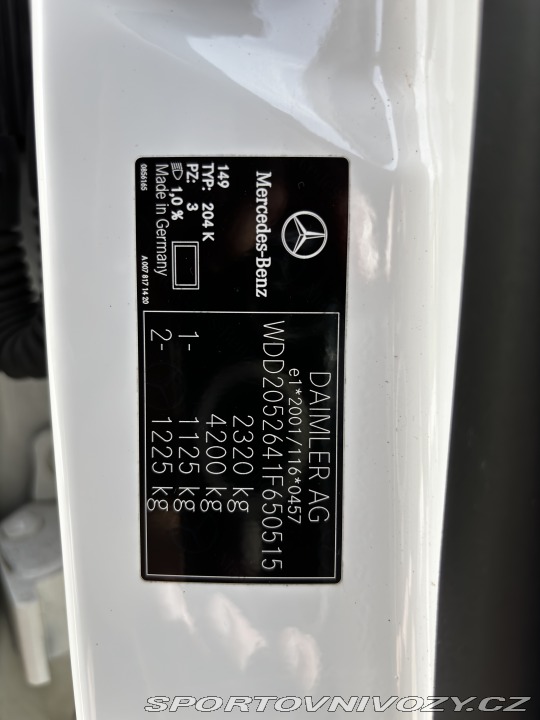 Mercedes-Benz
149
TYP: 204 K
PZ: 3
1,0 %
Made in Germany
0856165
A 007 817 14 20
DAIMLER AG
e1*2001/116*0457
WDD2052641F650515
2320 kg
4200 kg
1- 1125 kg
2- 1225 kg
SPORTOVNIVOZY.CZ